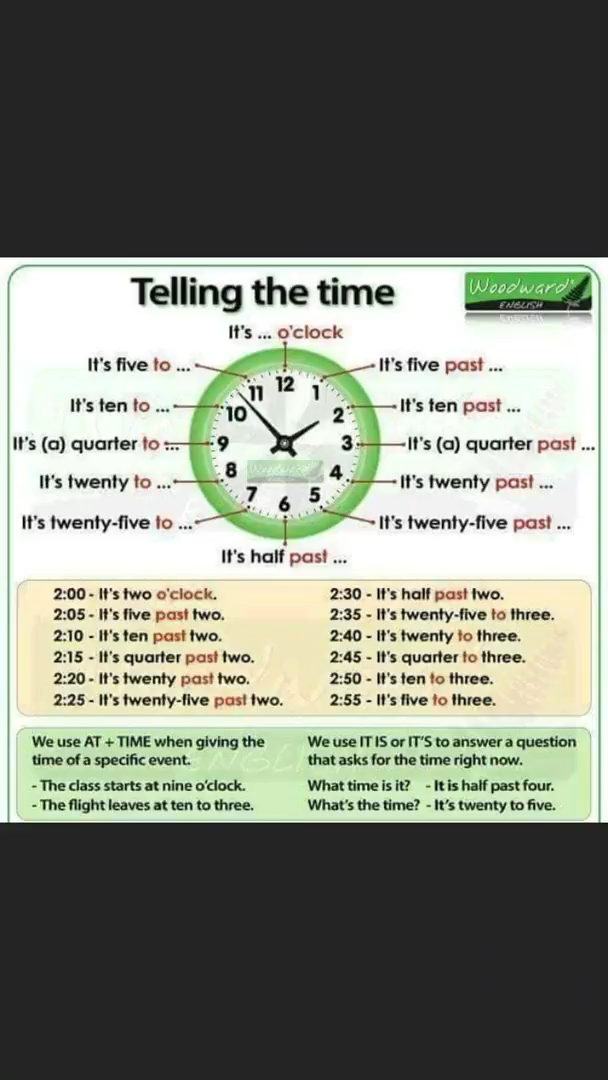 Telling the time
Woodward®
ENGLISH
It's ... o'clock
It's five to ...
It's five past ...
It's ten to ...
It's ten past ...
It's (a) quarter to ...
It's (a) quarter past ...
It's twenty to ...
It's twenty past ...
It's twenty-five to ...
It's twenty-five past ...
It's half past ...
12
1
2
3
4
5
6
7
8
9
10
11
Woodward
2:00 - It's two o'clock.
2:05 - It's five past two.
2:10 - It's ten past two.
2:15 - It's quarter past two.
2:20 - It's twenty past two.
2:25 - It's twenty-five past two.
2:30 - It's half past two.
2:35 - It's twenty-five to three.
2:40 - It's twenty to three.
2:45 - It's quarter to three.
2:50 - It's ten to three.
2:55 - It's five to three.
We use AT + TIME when giving the
time of a specific event.
- The class starts at nine o'clock.
- The flight leaves at ten to three.
We use IT IS or IT'S to answer a question
that asks for the time right now.
What time is it? - It is half past four.
What's the time? - It's twenty to five.